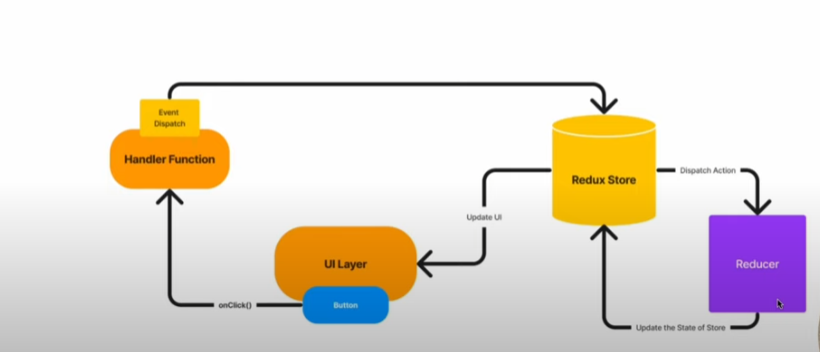 Event
Dispatch
Handler Function
Redux Store
Dispatch Action
Update UI
Reducer
UI Layer
Button
onClick()
Update the State of Store